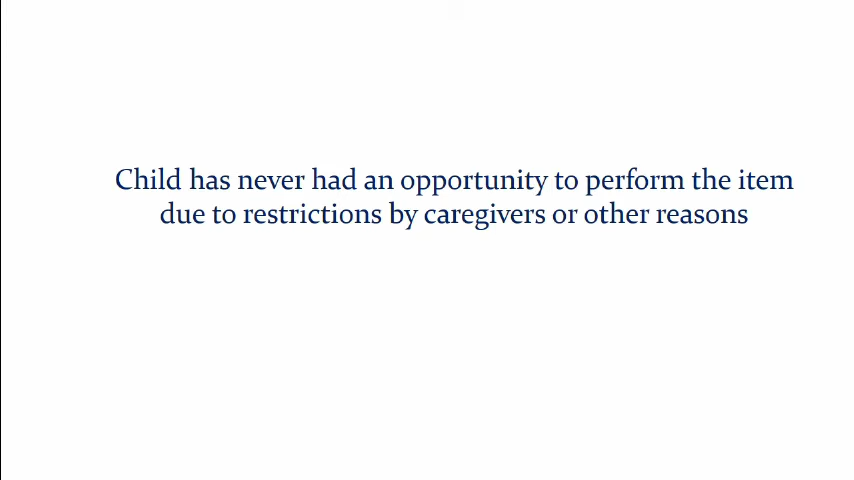 Child has never had an opportunity to perform the item
due to restrictions by caregivers or other reasons